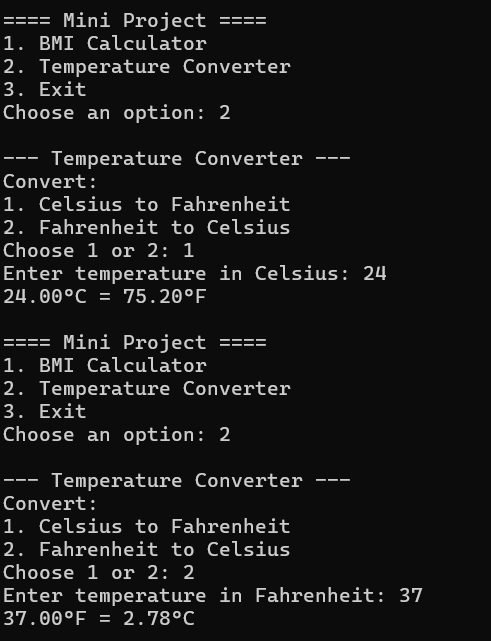 ==== Mini Project ====
1. BMI Calculator
2. Temperature Converter
3. Exit
Choose an option: 2
--- Temperature Converter ---
Convert:
1. Celsius to Fahrenheit
2. Fahrenheit to Celsius
Choose 1 or 2: 1
Enter temperature in Celsius: 24
24.00°C = 75.20°F
==== Mini Project ====
1. BMI Calculator
2. Temperature Converter
3. Exit
Choose an option: 2
--- Temperature Converter ---
Convert:
1. Celsius to Fahrenheit
2. Fahrenheit to Celsius
Choose 1 or 2: 2
Enter temperature in Fahrenheit: 37
37.00°F = 2.78°C